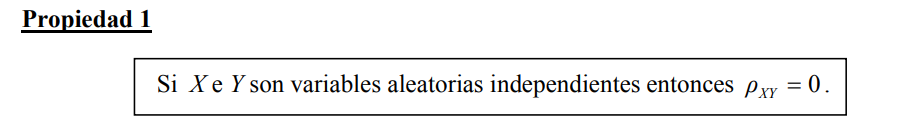 Propiedad 1
Si X e Y son variables aleatorias independientes entonces ρXY = 0.